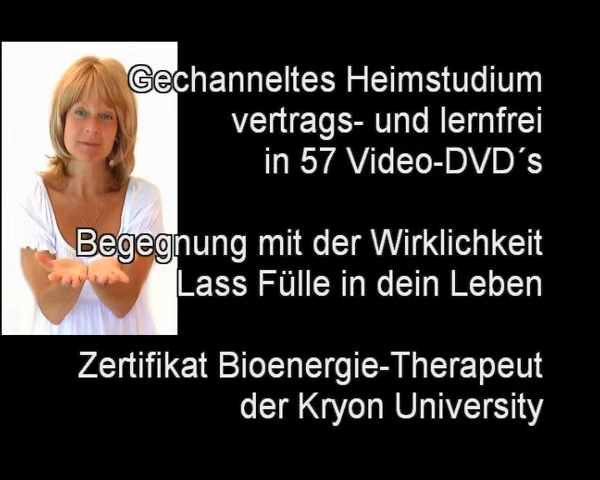 Gechanneltes Heimstudium
vertrags- und lernfrei
in 57 Video-DVD´s
Begegnung mit der Wirklichkeit
Lass Fülle in dein Leben
Zertifikat Bioenergie-Therapeut
der Kryon University